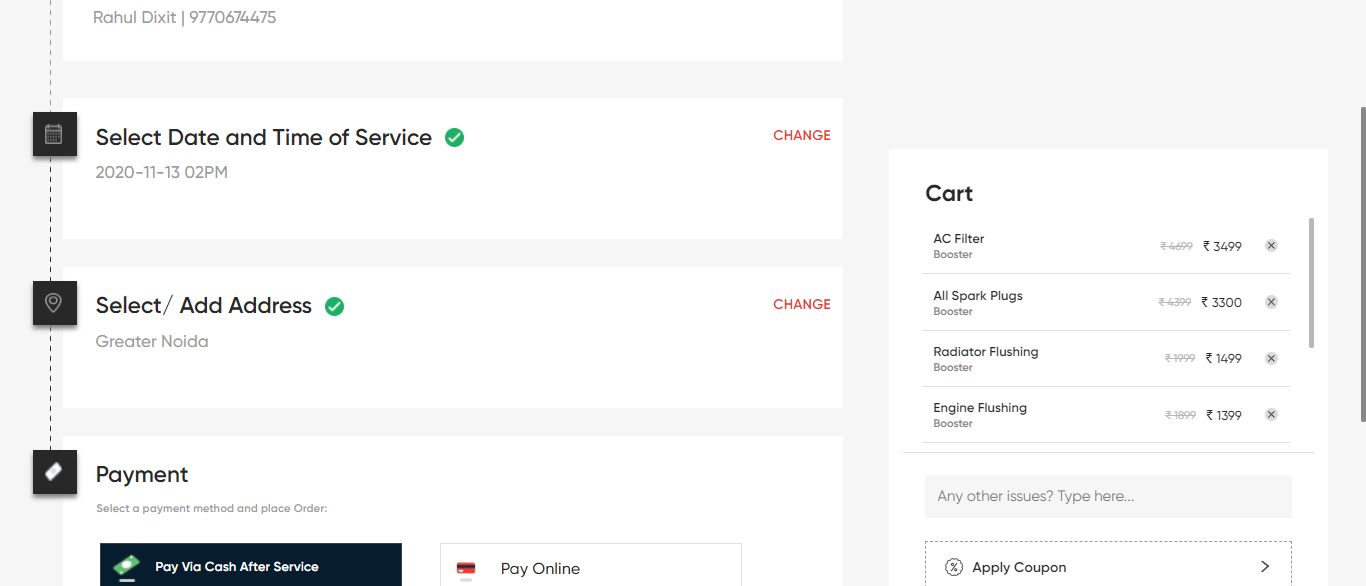 Rahul Dixit | 9770674475
Select Date and Time of Service
CHANGE
2020-11-13 02PM
Select/ Add Address
CHANGE
Greater Noida
Payment
Select a payment method and place Order:
Pay Via Cash After Service
Pay Online
Cart
AC Filter
Booster
₹ 4699 ₹ 3499
All Spark Plugs
Booster
₹ 4399 ₹ 3300
Radiator Flushing
Booster
₹ 1999 ₹ 1499
Engine Flushing
Booster
₹ 1899 ₹ 1399
Any other issues? Type here...
Apply Coupon